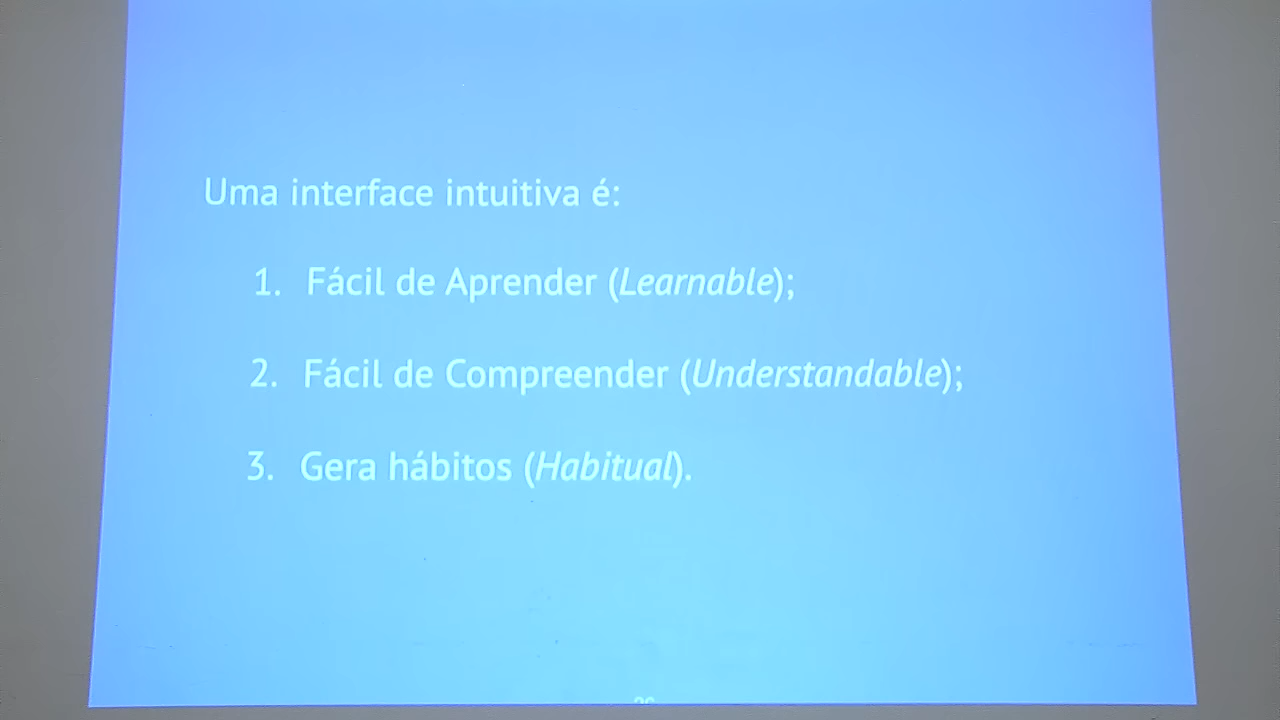 Uma interface intuitiva é:
1. Fácil de Aprender (Learnable);
2. Fácil de Compreender (Understandable);
3. Gera hábitos (Habitual).